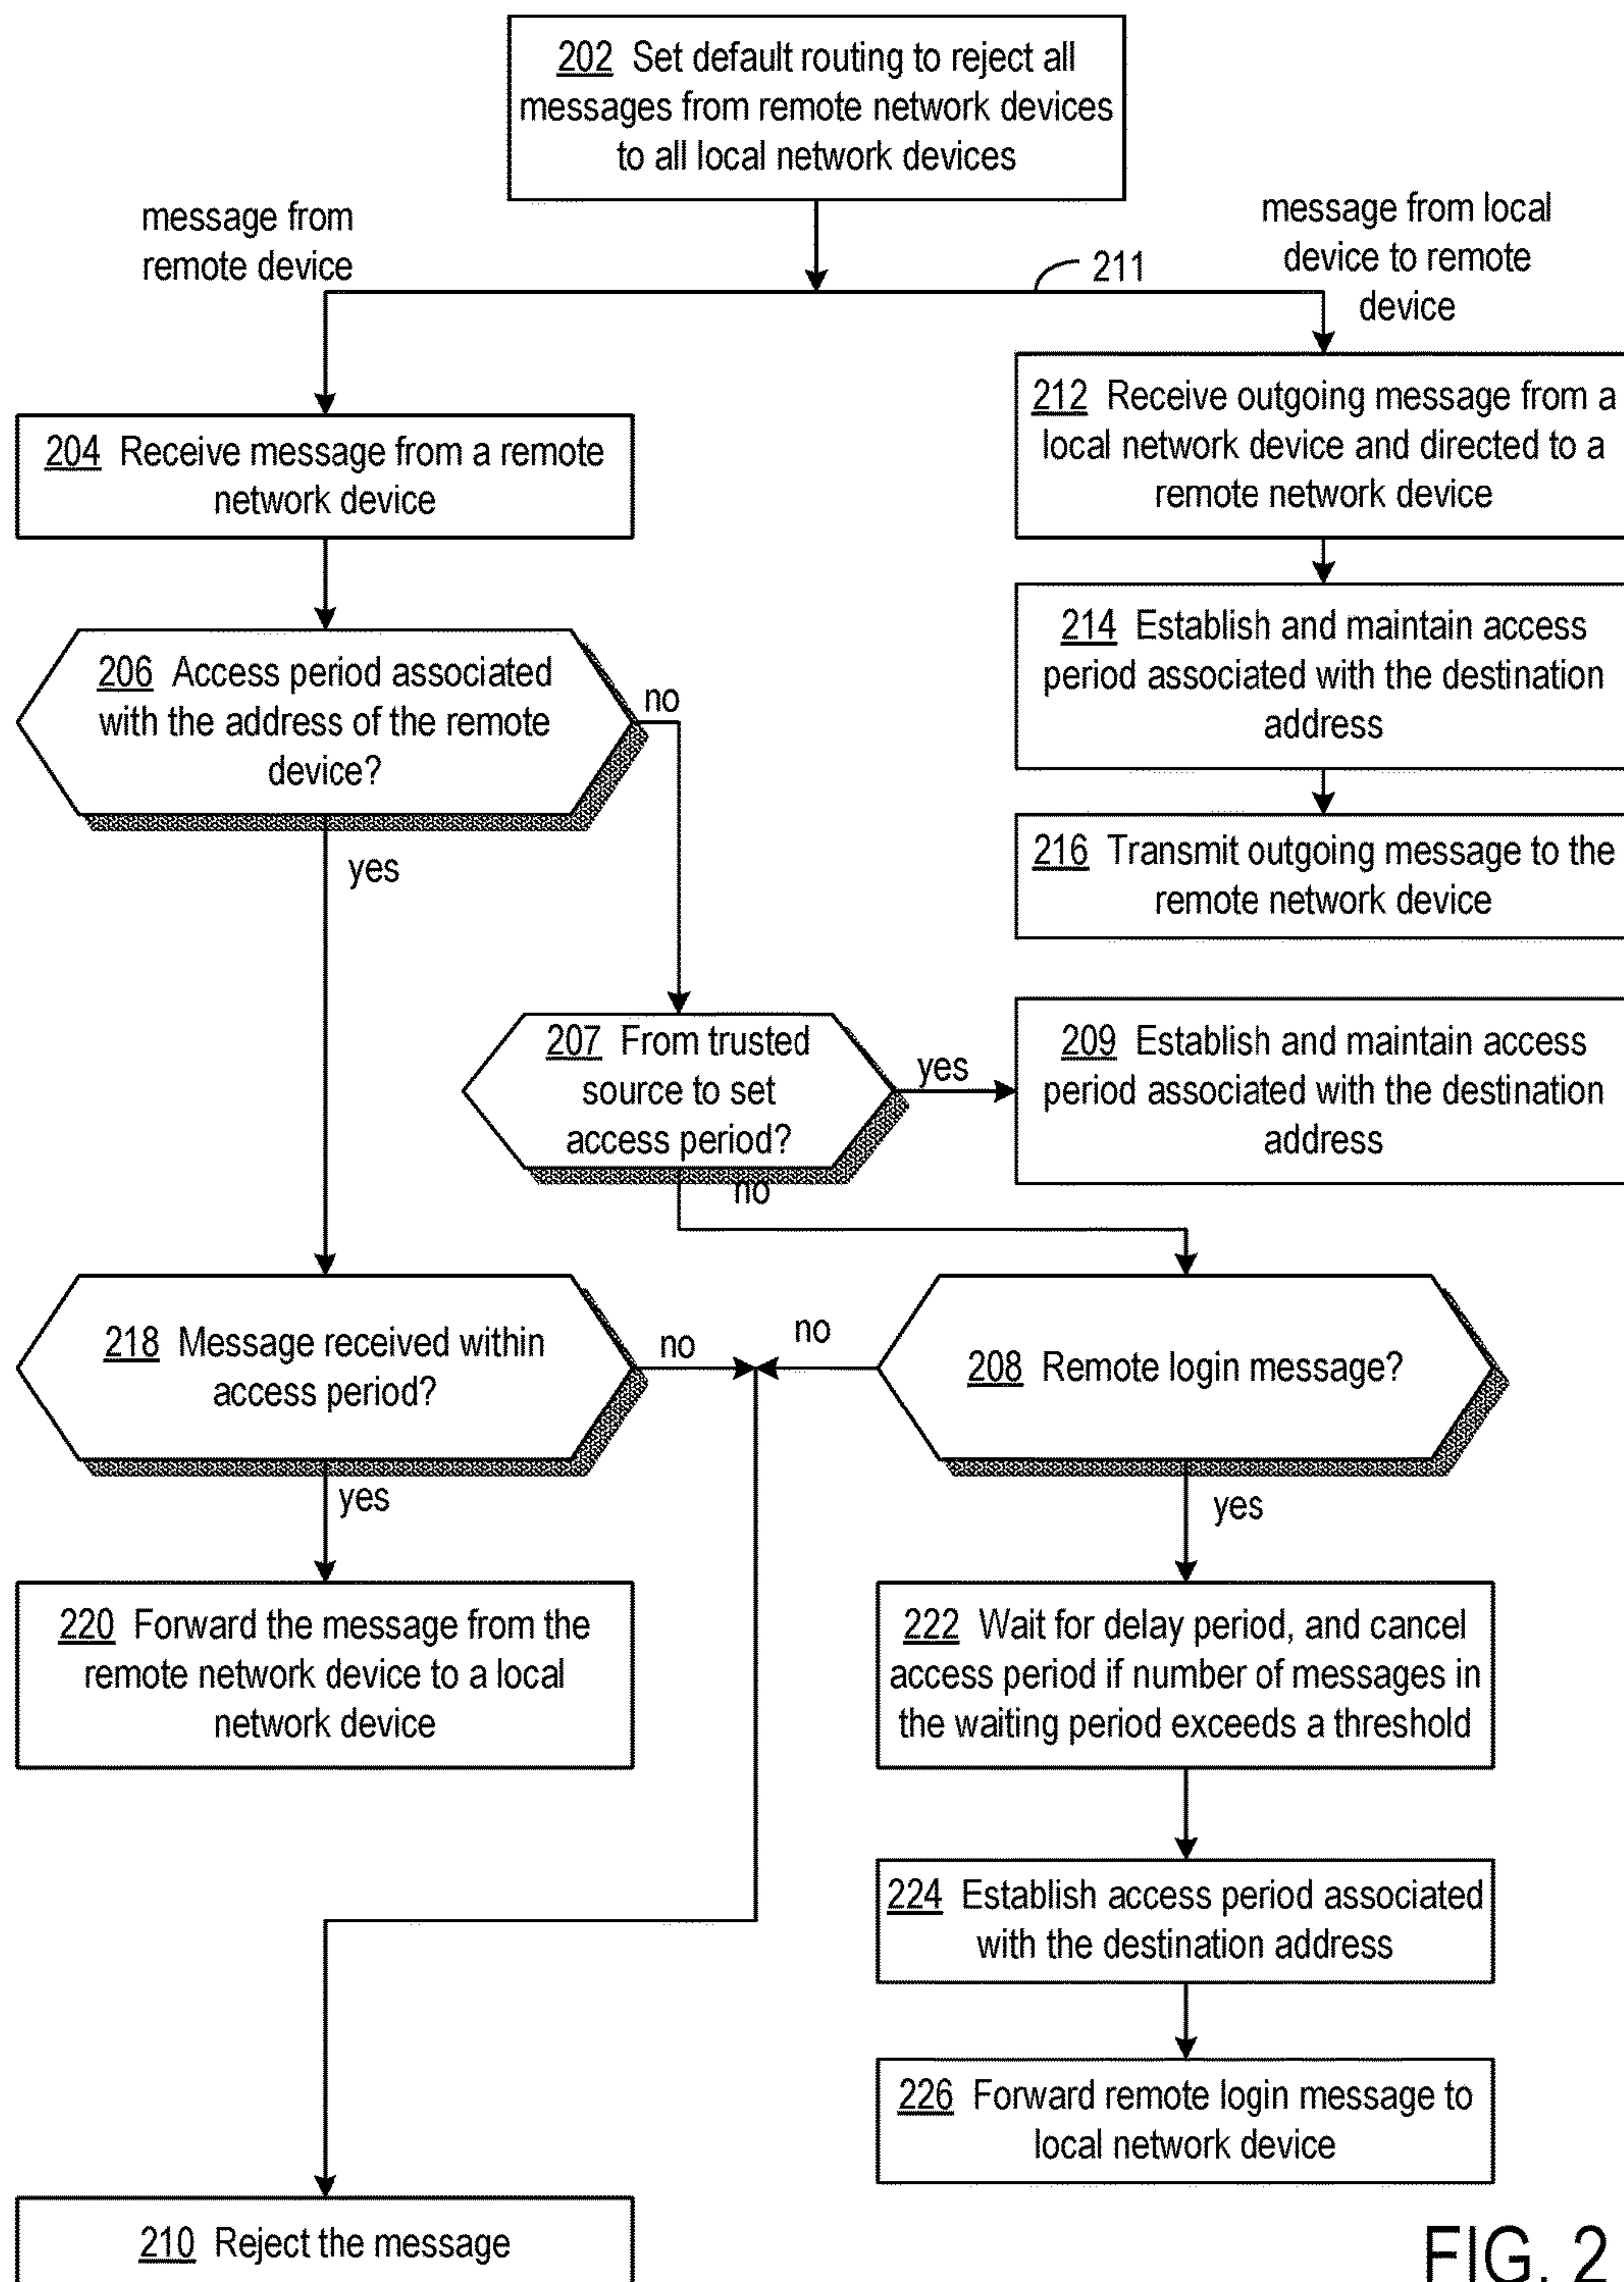 202 Set default routing to reject all
messages from remote network devices
to all local network devices
message from
remote device
message from local
device to remote
device
211
204 Receive message from a remote
network device
212 Receive outgoing message from a
local network device and directed to a
remote network device
206 Access period associated
with the address of the remote
device?
no
yes
214 Establish and maintain access
period associated with the destination
address
216 Transmit outgoing message to the
remote network device
207 From trusted
source to set
access period?
yes
no
209 Establish and maintain access
period associated with the destination
address
218 Message received within
access period?
no
yes
no
208 Remote login message?
yes
220 Forward the message from the
remote network device to a local
network device
222 Wait for delay period, and cancel
access period if number of messages in
the waiting period exceeds a threshold
224 Establish access period associated
with the destination address
226 Forward remote login message to
local network device
210 Reject the message
FIG. 2